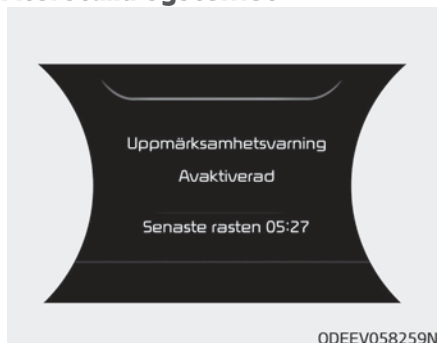 Uppmärksamhetsvarning
Avaktiverad
Senaste rasten 05:27
ODEEV058259N